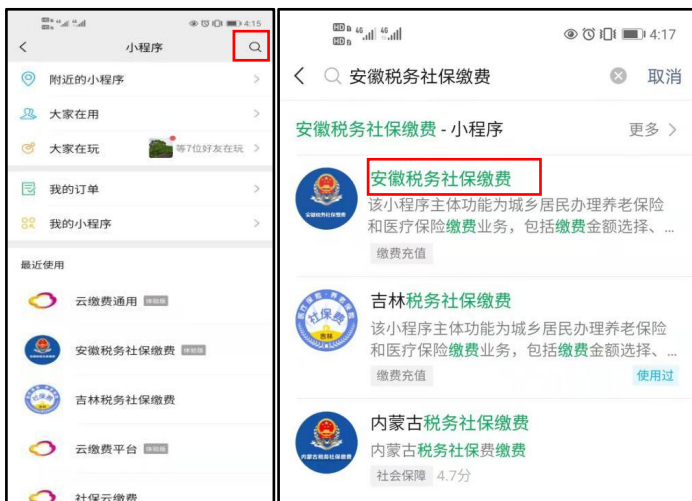 4:15
小程序
附近的小程序
大家在用
大家在玩 等7位好友在玩
我的订单
我的小程序
最近使用
云缴费通用 体验版
安徽税务社保缴费 体验版
吉林税务社保缴费
云缴费平台 体验版
社保云缴费
4:17
安徽税务社保缴费 取消
安徽税务社保缴费 - 小程序 更多
安徽税务社保缴费
该小程序主体功能为城乡居民办理养老保险
和医疗保险缴费业务，包括缴费金额选择、...
缴费充值
吉林税务社保缴费
该小程序主体功能为城乡居民办理养老保险
和医疗保险缴费业务，包括缴费金额选择、...
缴费充值 使用过
内蒙古税务社保缴费
内蒙古税务社保费缴费
社会保障 4.7分